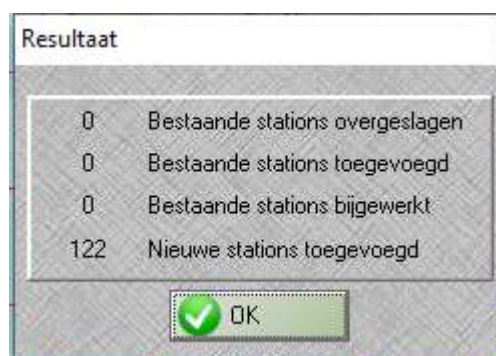 Resultaat
0 Bestaande stations overgeslagen
0 Bestaande stations toegevoegd
0 Bestaande stations bijgewerkt
122 Nieuwe stations toegevoegd
OK